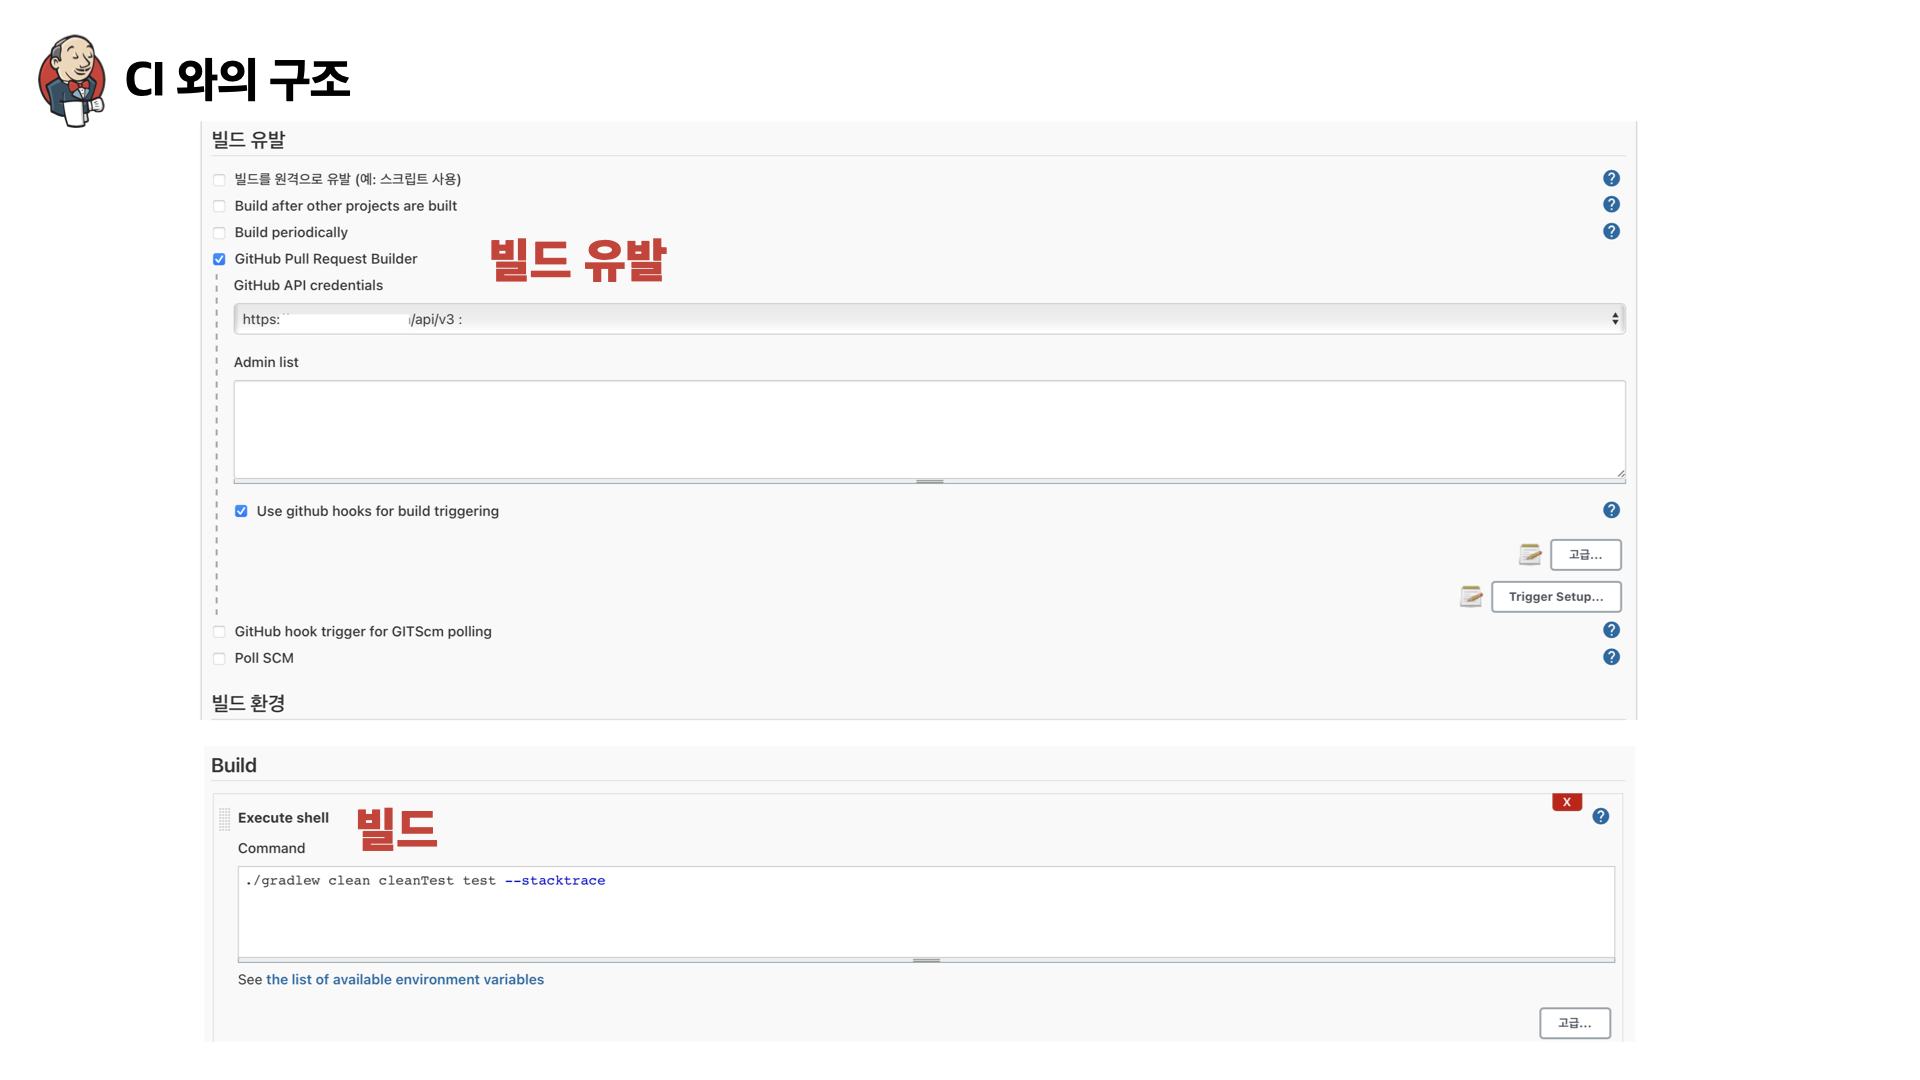 CI 와의 구조
빌드 유발
빌드를 원격으로 유발 (예: 스크립트 사용)
Build after other projects are built
Build periodically
GitHub Pull Request Builder
빌드 유발
GitHub API credentials
https: /api/v3 :
Admin list
Use github hooks for build triggering
고급...
Trigger Setup...
GitHub hook trigger for GITScm polling
Poll SCM
빌드 환경
Build
X
Execute shell
빌드
Command
./gradlew clean cleanTest test --stacktrace
See the list of available environment variables
고급...